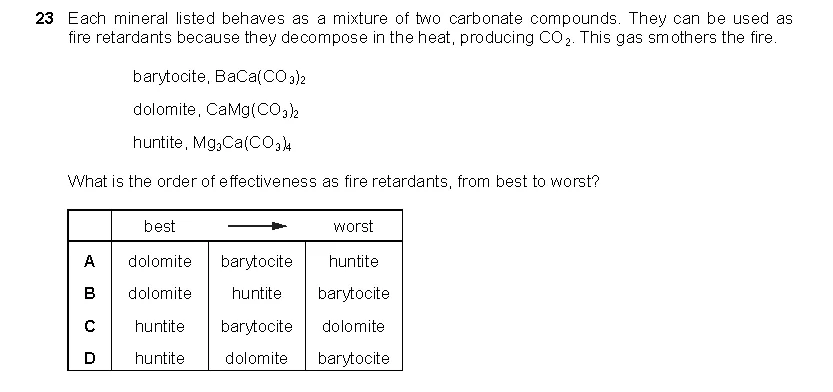 23 Each mineral listed behaves as a mixture of two carbonate compounds. They can be used as
fire retardants because they decompose in the heat, producing CO₂. This gas smothers the fire.
barytocite, BaCa(CO₃)₂
dolomite, CaMg(CO₃)₂
huntite, Mg₃Ca(CO₃)₄
What is the order of effectiveness as fire retardants, from best to worst?
best → worst
A dolomite barytocite huntite
B dolomite huntite barytocite
C huntite barytocite dolomite
D huntite dolomite barytocite